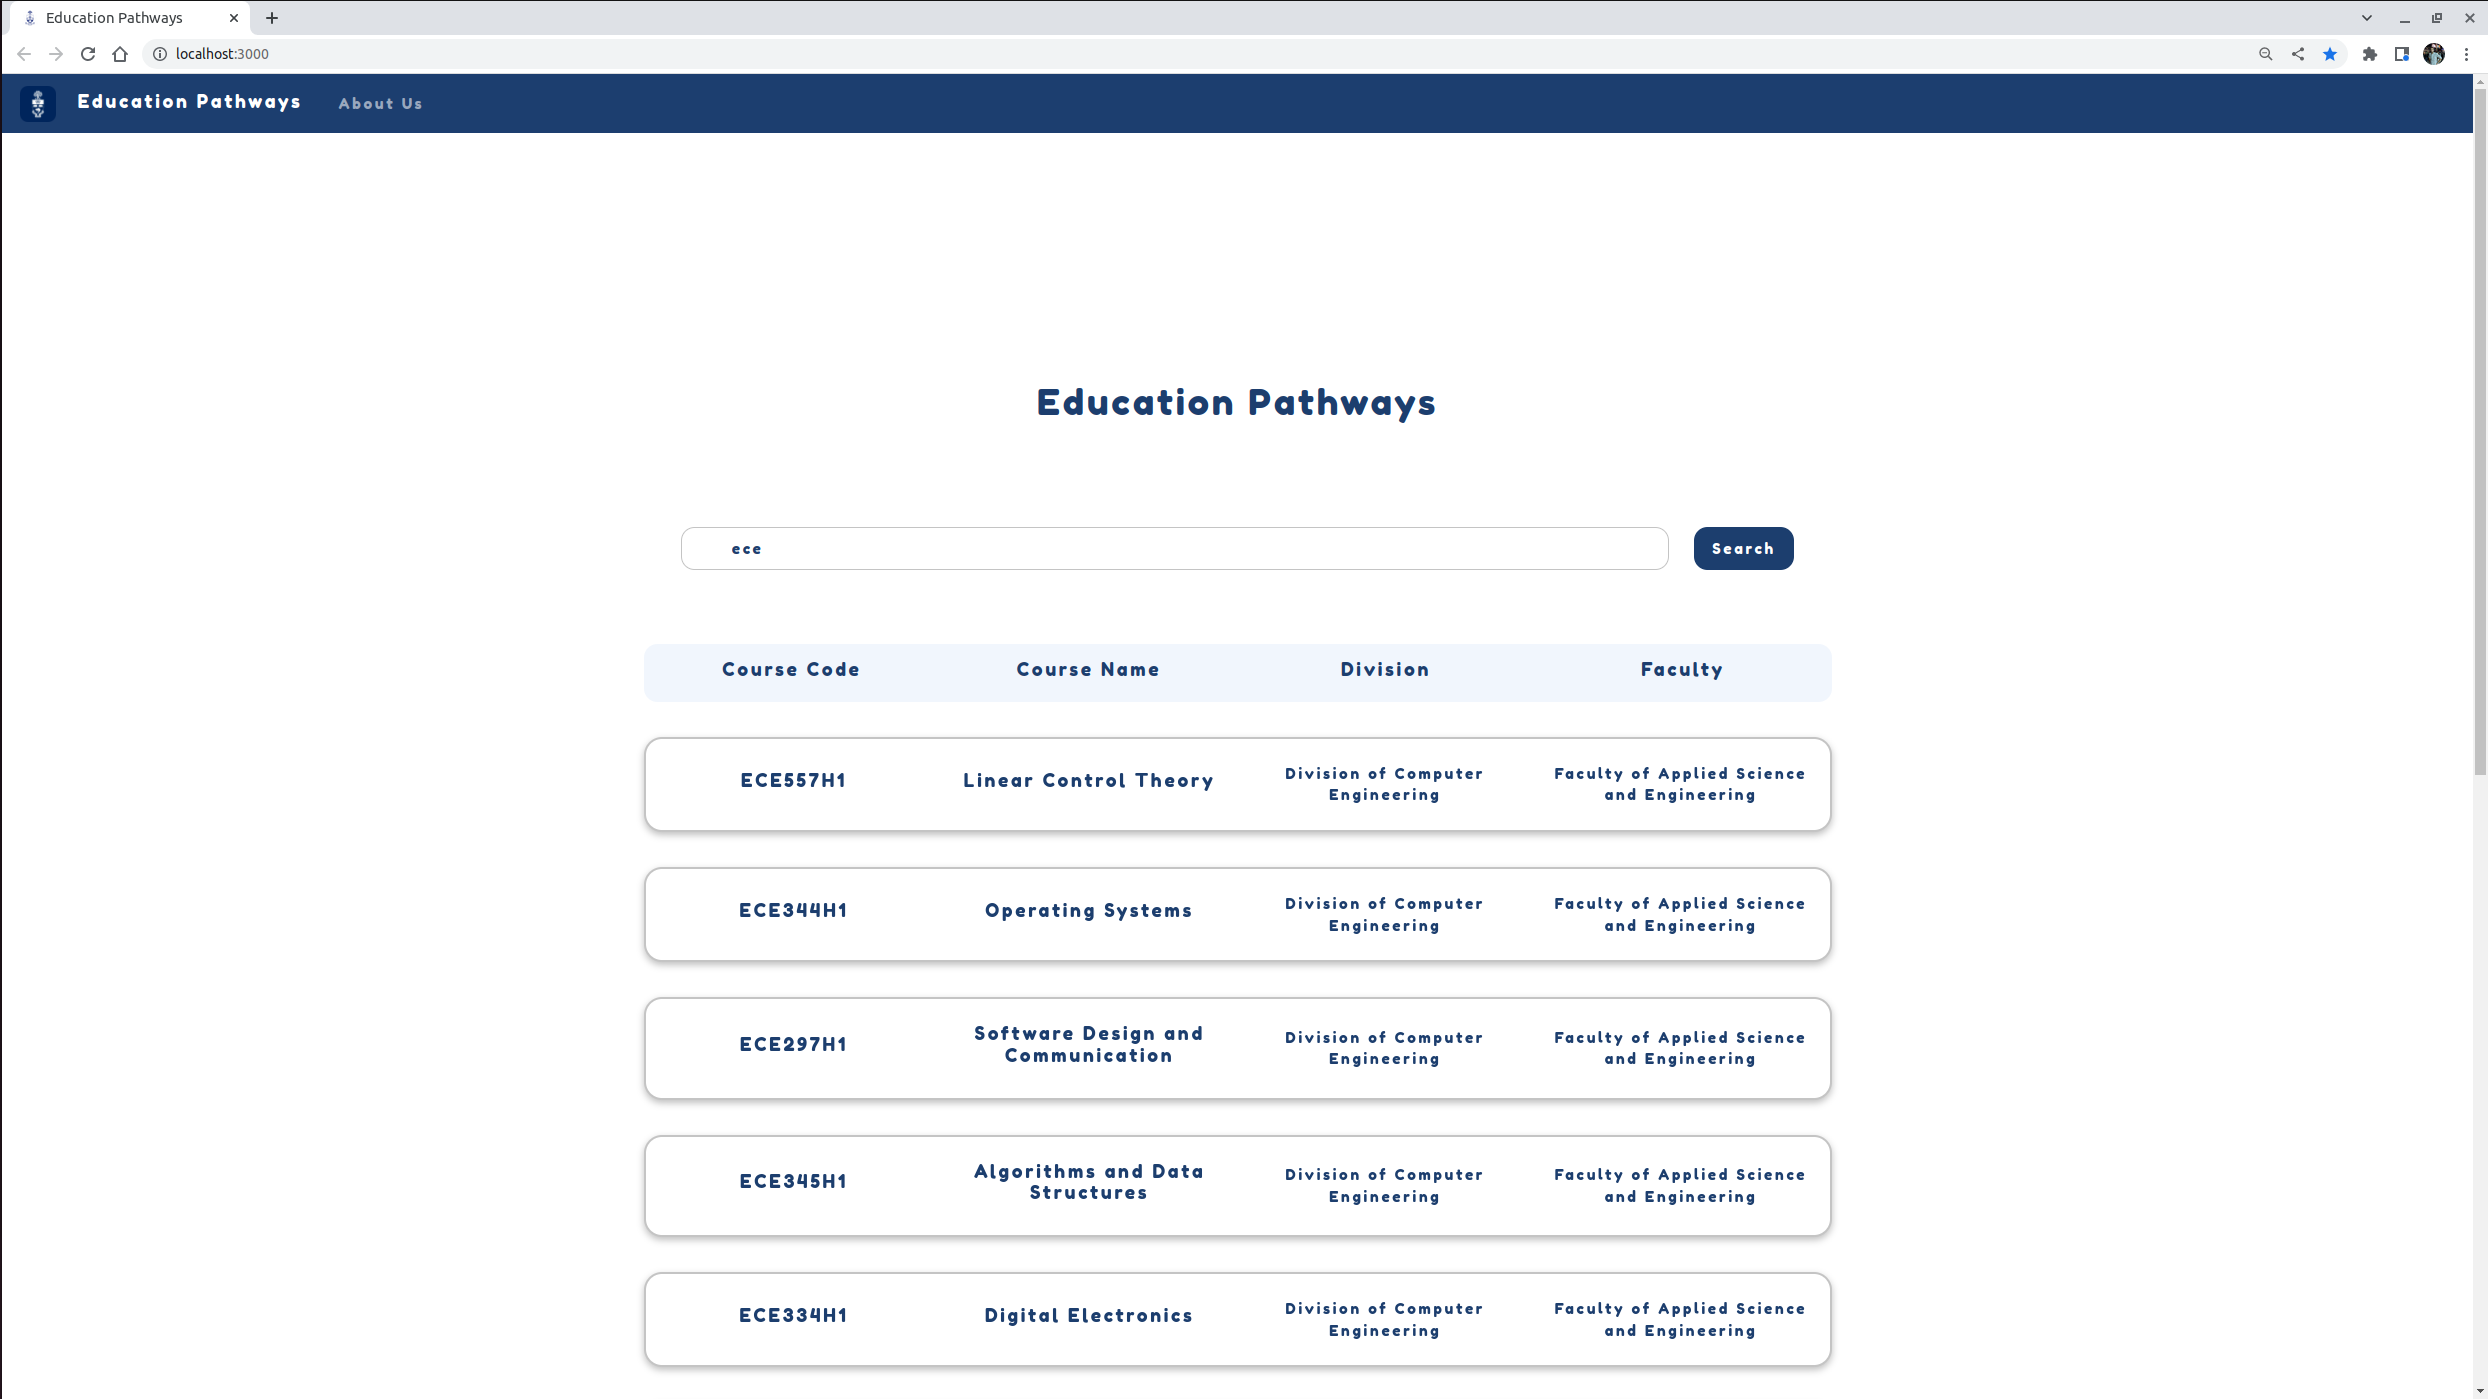 Education Pathways
localhost:3000
Education Pathways About Us
Education Pathways
ece Search
Course Code Course Name Division Faculty
ECE557H1 Linear Control Theory Division of Computer Engineering Faculty of Applied Science and Engineering
ECE344H1 Operating Systems Division of Computer Engineering Faculty of Applied Science and Engineering
ECE297H1 Software Design and Communication Division of Computer Engineering Faculty of Applied Science and Engineering
ECE345H1 Algorithms and Data Structures Division of Computer Engineering Faculty of Applied Science and Engineering
ECE334H1 Digital Electronics Division of Computer Engineering Faculty of Applied Science and Engineering